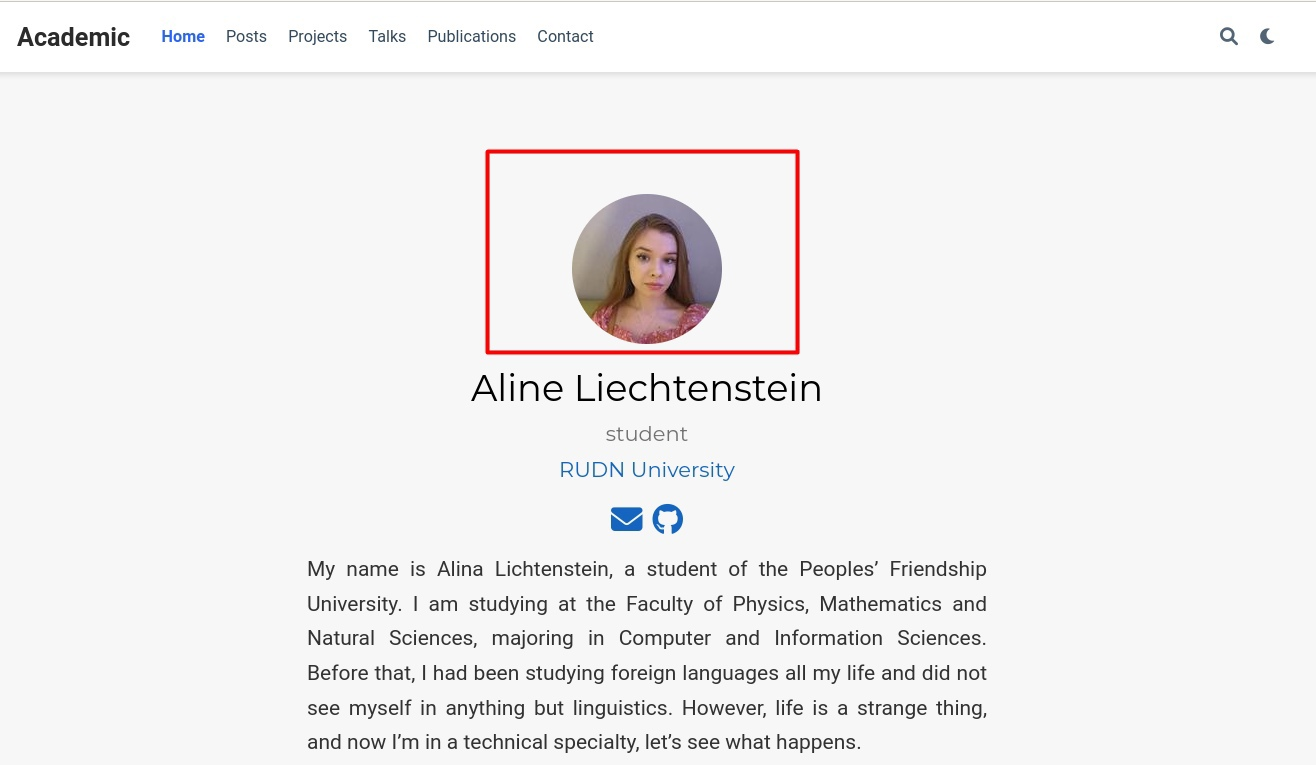 Academic Home Posts Projects Talks Publications Contact
Aline Liechtenstein
student
RUDN University
My name is Alina Lichtenstein, a student of the Peoples’ Friendship
University. I am studying at the Faculty of Physics, Mathematics and
Natural Sciences, majoring in Computer and Information Sciences.
Before that, I had been studying foreign languages all my life and did not
see myself in anything but linguistics. However, life is a strange thing,
and now I’m in a technical specialty, let’s see what happens.